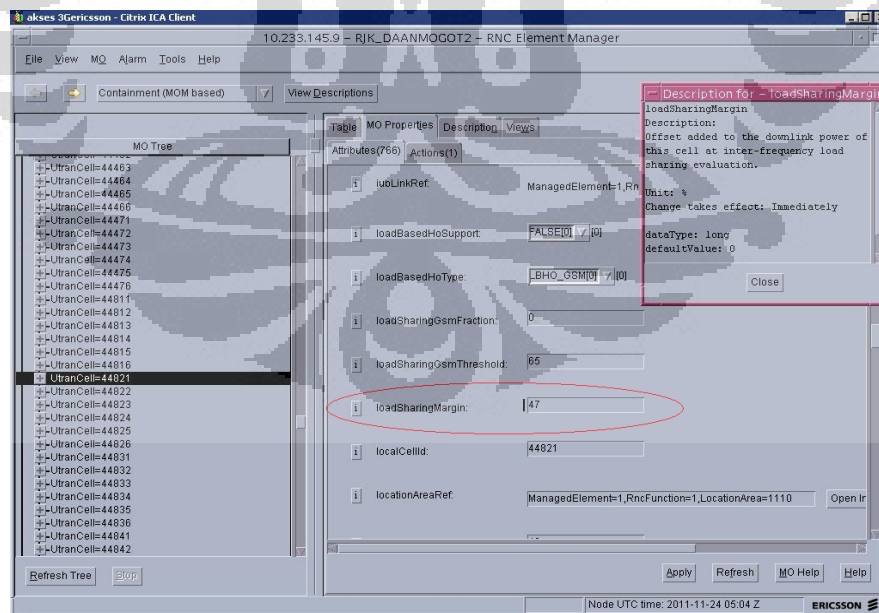 akses 3Gericsson - Citrix ICA Client
10.233.145.9 – RJK_DAANMOGOT2 – RNC Element Manager
File View MO Alarm Tools Help
Containment (MOM based) View Descriptions
MO Tree
UtranCell=44463
UtranCell=44464
UtranCell=44465
UtranCell=44466
UtranCell=44471
UtranCell=44472
UtranCell=44473
UtranCell=44474
UtranCell=44475
UtranCell=44476
UtranCell=44811
UtranCell=44812
UtranCell=44813
UtranCell=44814
UtranCell=44815
UtranCell=44816
UtranCell=44821
UtranCell=44822
UtranCell=44823
UtranCell=44824
UtranCell=44825
UtranCell=44826
UtranCell=44831
UtranCell=44832
UtranCell=44833
UtranCell=44834
UtranCell=44835
UtranCell=44836
UtranCell=44841
UtranCell=44842
Refresh Tree Stop
Table MO Properties Description Views
Attributes(766) Actions(1)
i iubLinkRef: ManagedElement=1,Rn
i loadBasedHoSupport: FALSE[0] [0]
i loadBasedHoType: LBHO_GSM[0] [0]
i loadSharingGsmFraction: 0
i loadSharingGsmThreshold: 65
i loadSharingMargin: 47
i localCellId: 44821
i locationAreaRef: ManagedElement=1,RncFunction=1,LocationArea=1110 Open In
Description for – loadSharingMargin
loadSharingMargin
Description:
Offset added to the downlink power of
this cell at inter-frequency load
sharing evaluation.
Unit: %
Change takes effect: Immediately
dataType: long
defaultValue: 0
Close
Apply Refresh MO Help Help
Node UTC time: 2011-11-24 05:04 Z ERICSSON